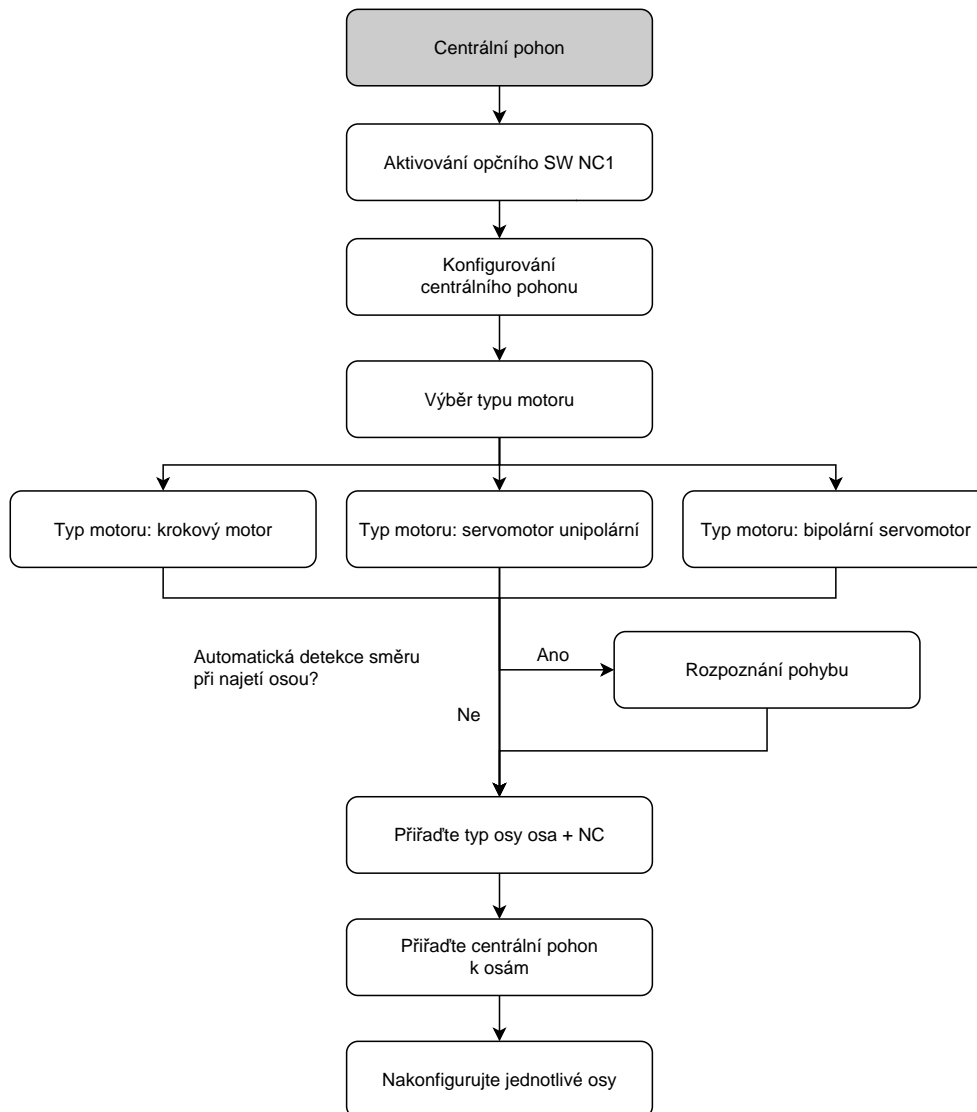 Centrální pohon
Aktivování opčního SW NC1
Konfigurování
centrálního pohonu
Výběr typu motoru
Typ motoru: krokový motor
Typ motoru: servomotor unipolární
Typ motoru: bipolární servomotor
Automatická detekce směru
při najetí osou?
Ano
Rozpoznání pohybu
Ne
Přiřaďte typ osy osa + NC
Přiřaďte centrální pohon
k osám
Nakonfigurujte jednotlivé osy